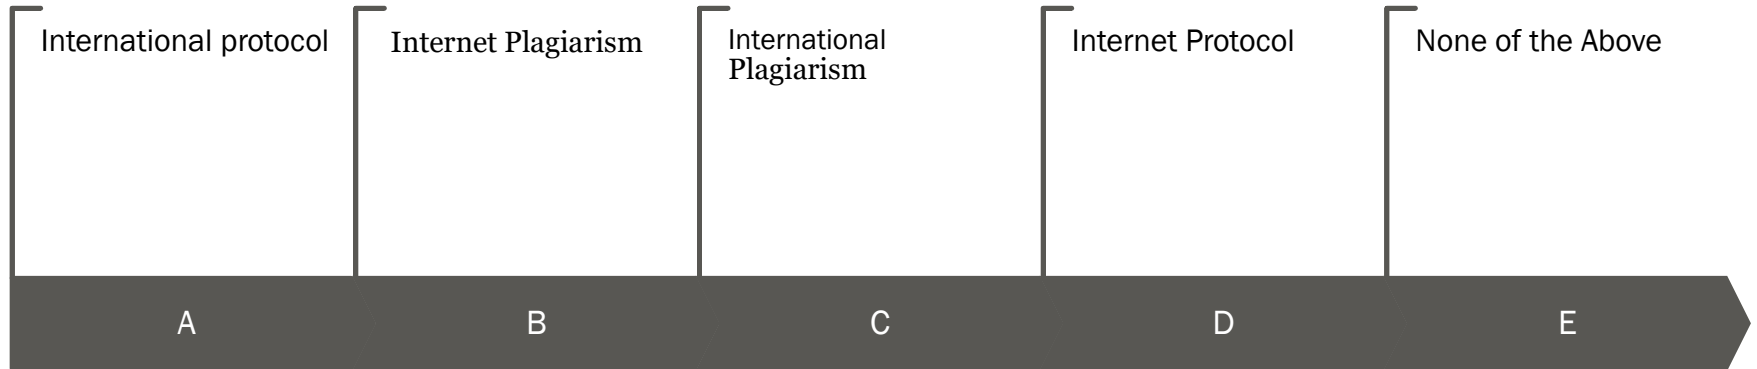 International protocol
Internet Plagiarism
International
Plagiarism
Internet Protocol
None of the Above
A
B
C
D
E